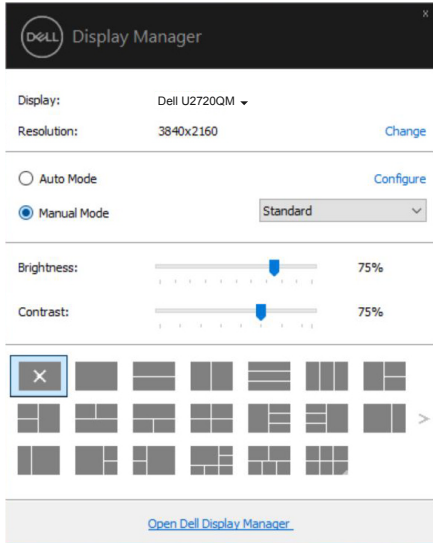 x
DELL Display Manager
Display: Dell U2720QM
Resolution: 3840x2160 Change
Auto Mode Configure
Manual Mode Standard
Brightness: 75%
Contrast: 75%
Open Dell Display Manager